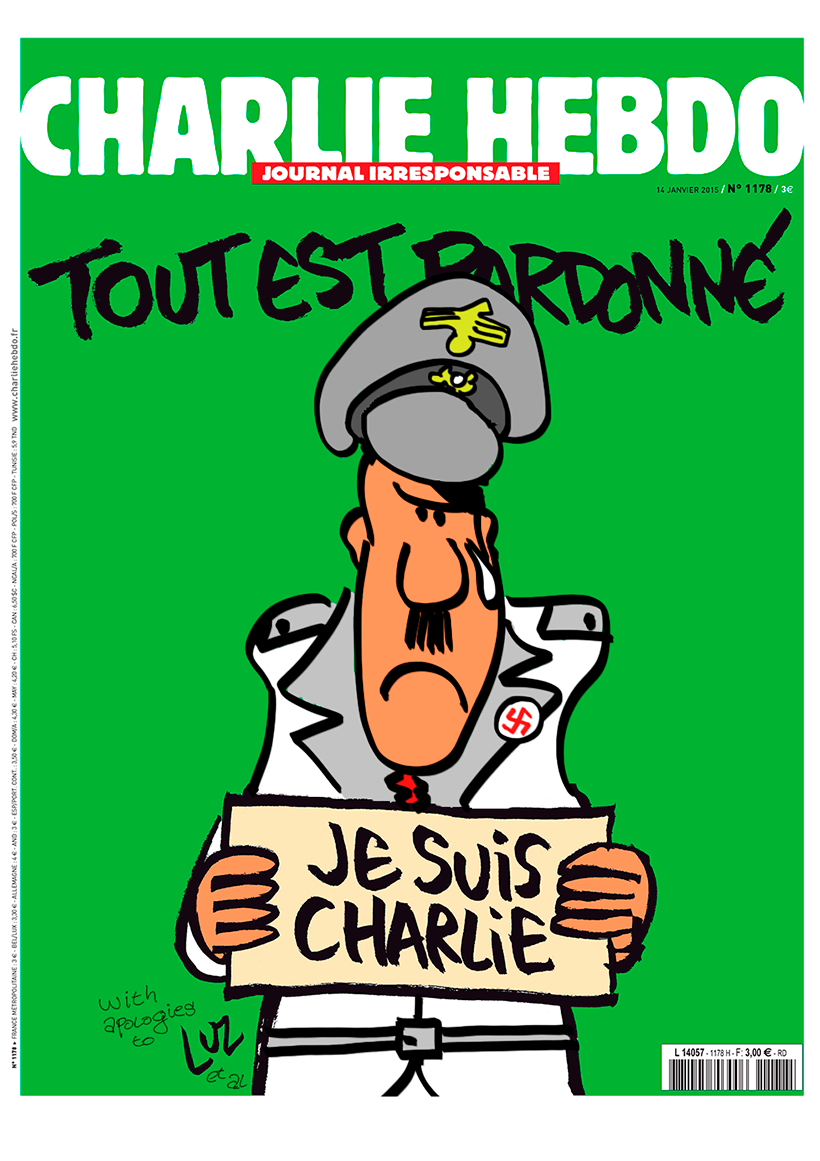 CHARLIE HEBDO
JOURNAL IRRESPONSABLE
14 JANVIER 2015 / N° 1178 / 3€
TOUT EST PARDONNÉ
JE SUiS
CHARLiE
with
apologies
to
LUZ
et al
N° 1178 ▸ FRANCE MÉTROPOLITAINE : 3 € - BEL/LUX : 3,30 € - ALLEMAGNE : 4 € - AND : 3 € - ESP/PORT. CONT. : 3,50 € - DOM/A : 4,30 € - MAY : 4,20 € - CH : 5,10 FS - CAN : 6,50 $C - NCAL/A : 700 F CFP - POL/S : 700 F CFP - TUNISIE : 5,9 TND www.charliehebdo.fr
L 14057 - 1178 H - F: 3,00 € - RD